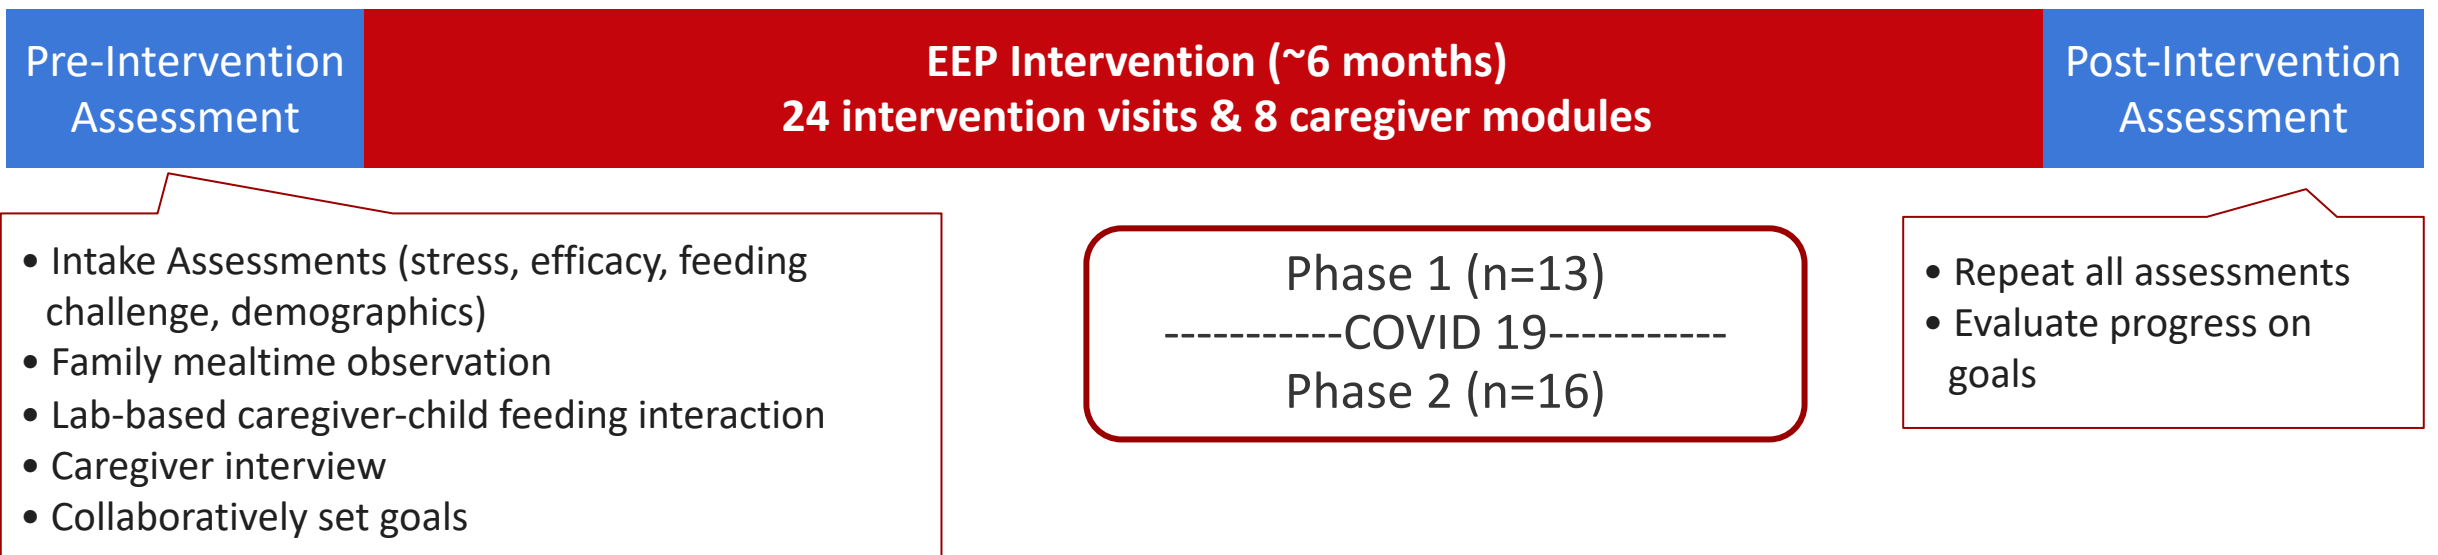 Pre-Intervention
Assessment
EEP Intervention (~6 months)
24 intervention visits & 8 caregiver modules
Post-Intervention
Assessment
• Intake Assessments (stress, efficacy, feeding
challenge, demographics)
• Family mealtime observation
• Lab-based caregiver-child feeding interaction
• Caregiver interview
• Collaboratively set goals
Phase 1 (n=13)
-----------COVID 19-----------
Phase 2 (n=16)
• Repeat all assessments
• Evaluate progress on
goals